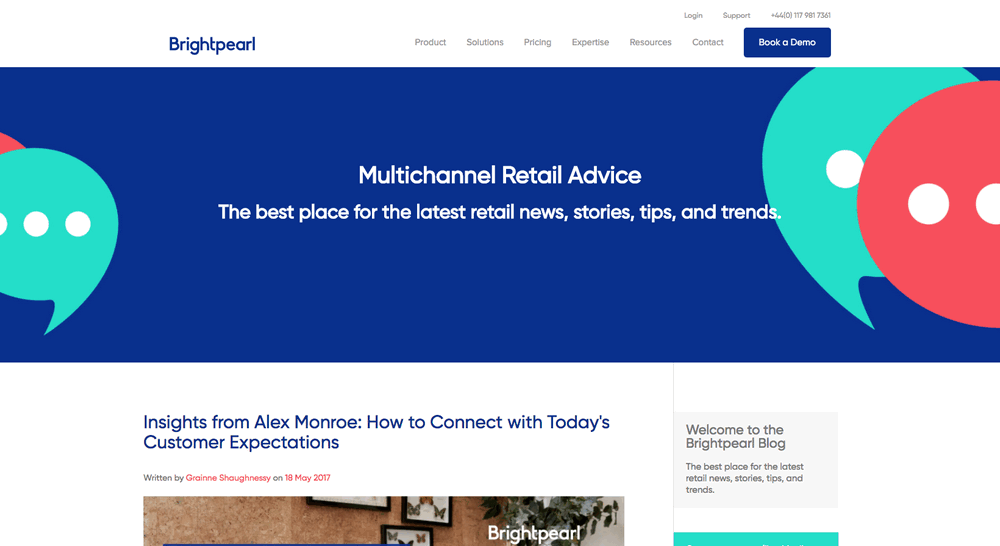 Login Support +44(0) 117 981 7361
Brightpearl Product Solutions Pricing Expertise Resources Contact Book a Demo
Multichannel Retail Advice
The best place for the latest retail news, stories, tips, and trends.
Insights from Alex Monroe: How to Connect with Today's
Customer Expectations
Written by Grainne Shaughnessy on 18 May 2017
Brightpearl
Welcome to the
Brightpearl Blog
The best place for the latest
retail news, stories, tips, and
trends.